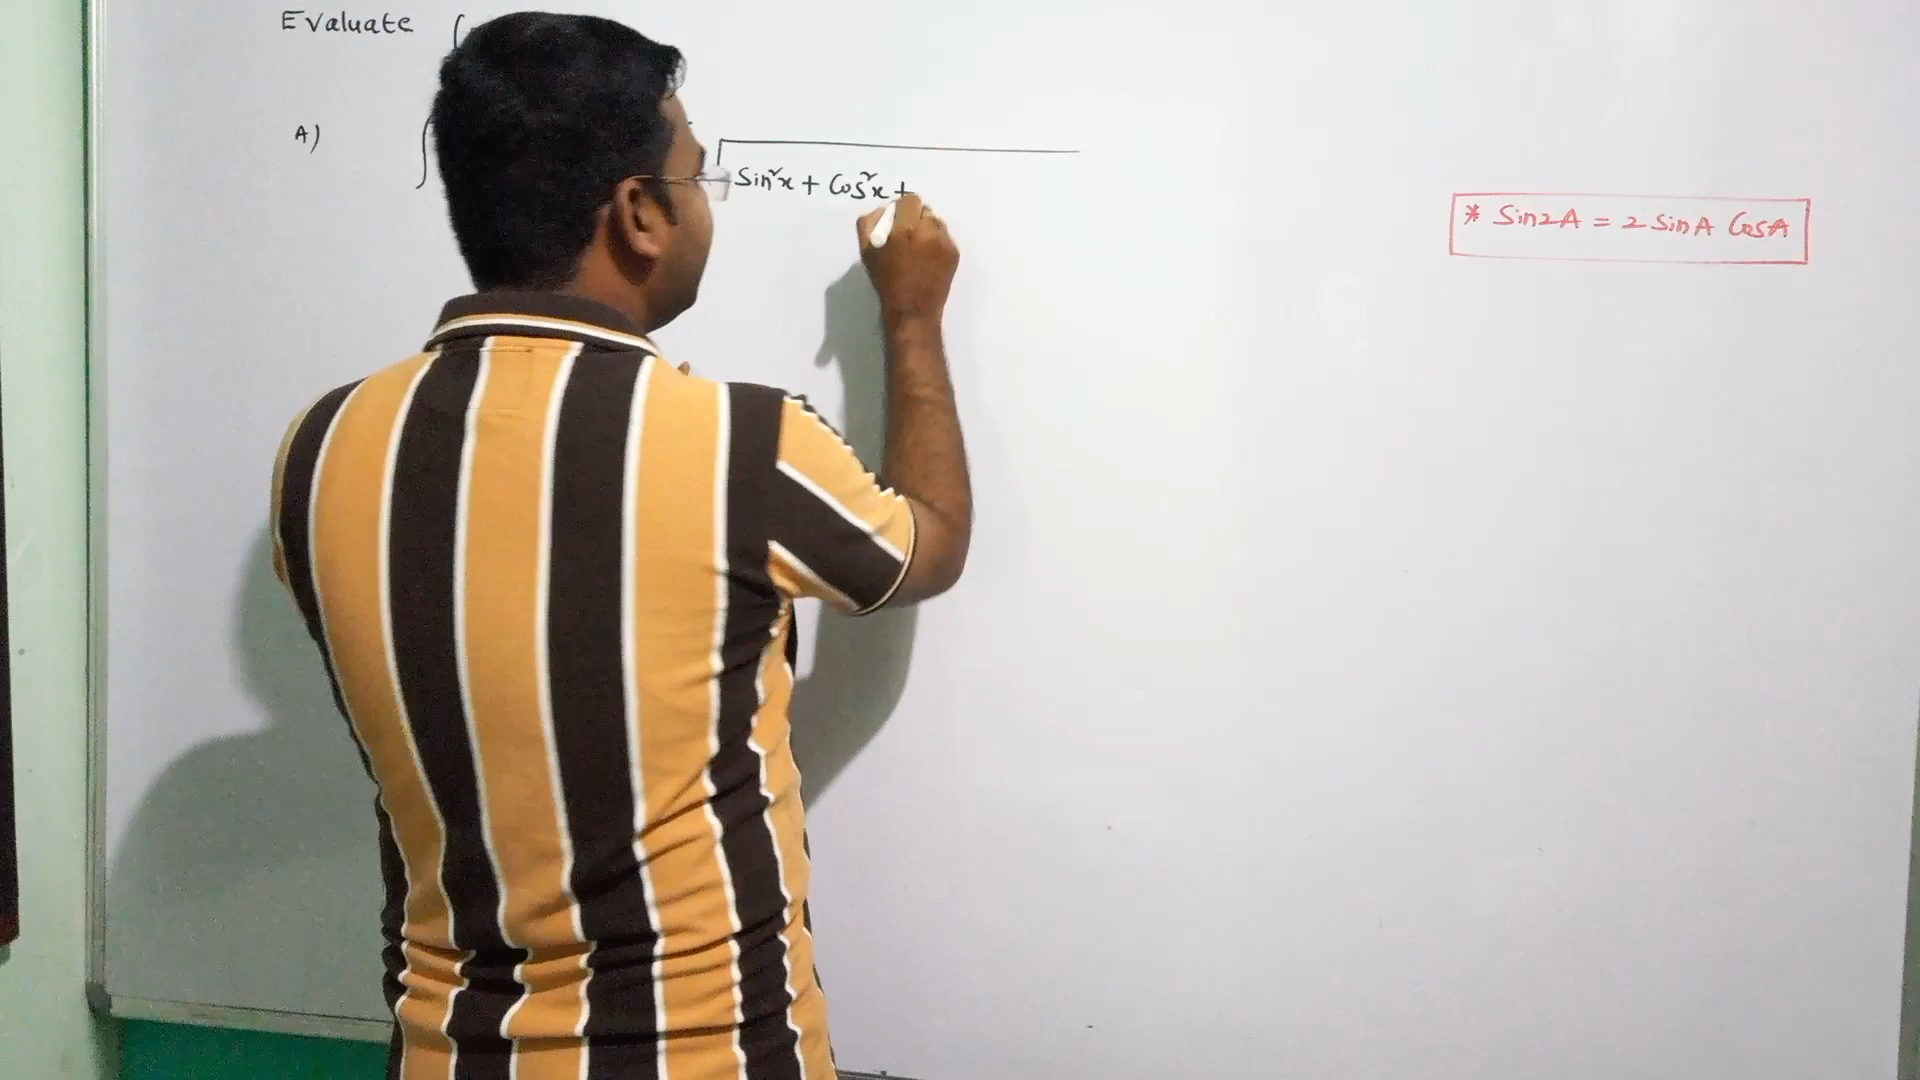 Evaluate ∫
A) ∫ √ Sin²x + Cos²x +
* Sin2A = 2 SinA CosA